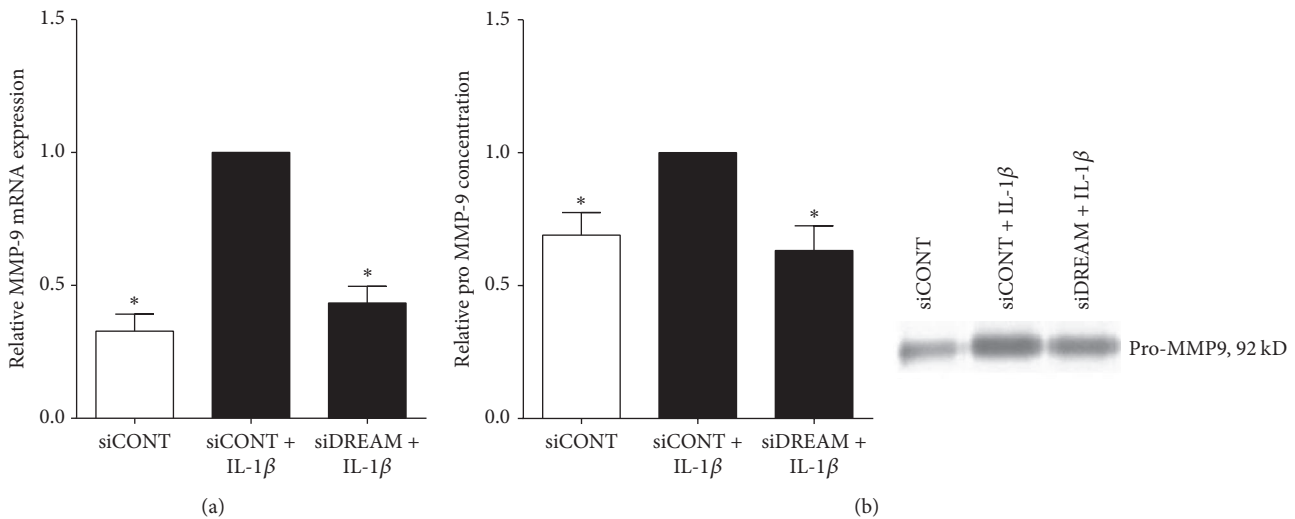 Relative MMP-9 mRNA expression
1.5
1.0
0.5
0.0
*
*
siCONT
siCONT +
IL-1β
siDREAM +
IL-1β
(a)
Relative pro MMP-9 concentration
1.5
1.0
0.5
0.0
*
*
siCONT
siCONT +
IL-1β
siDREAM +
IL-1β
siCONT
siCONT + IL-1β
siDREAM + IL-1β
Pro-MMP9, 92 kD
(b)